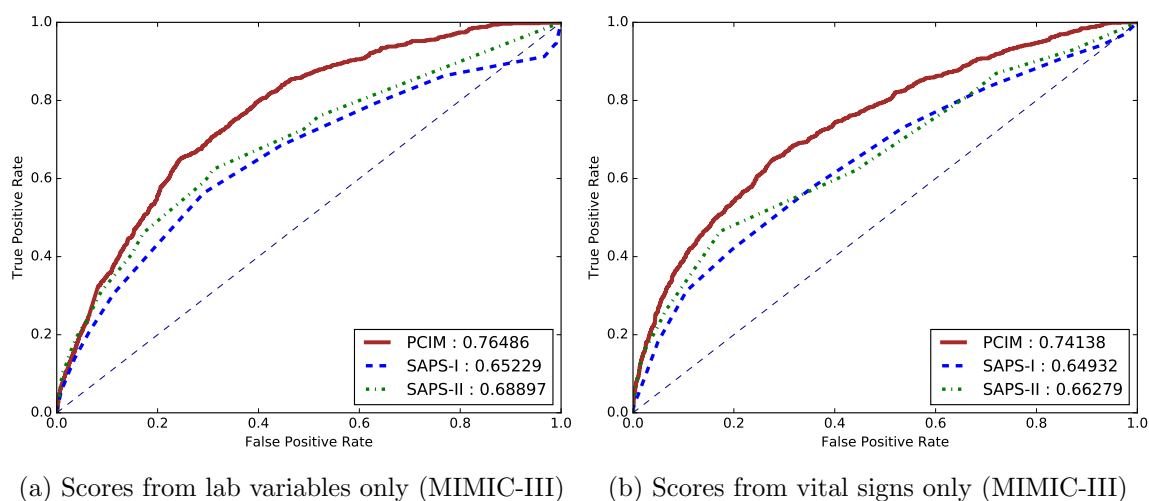 1.0
0.8
0.6
0.4
0.2
0.0
True Positive Rate
0.0 0.2 0.4 0.6 0.8 1.0
False Positive Rate
PCIM : 0.76486
SAPS-I : 0.65229
SAPS-II : 0.68897
(a) Scores from lab variables only (MIMIC-III)
1.0
0.8
0.6
0.4
0.2
0.0
True Positive Rate
0.0 0.2 0.4 0.6 0.8 1.0
False Positive Rate
PCIM : 0.74138
SAPS-I : 0.64932
SAPS-II : 0.66279
(b) Scores from vital signs only (MIMIC-III)